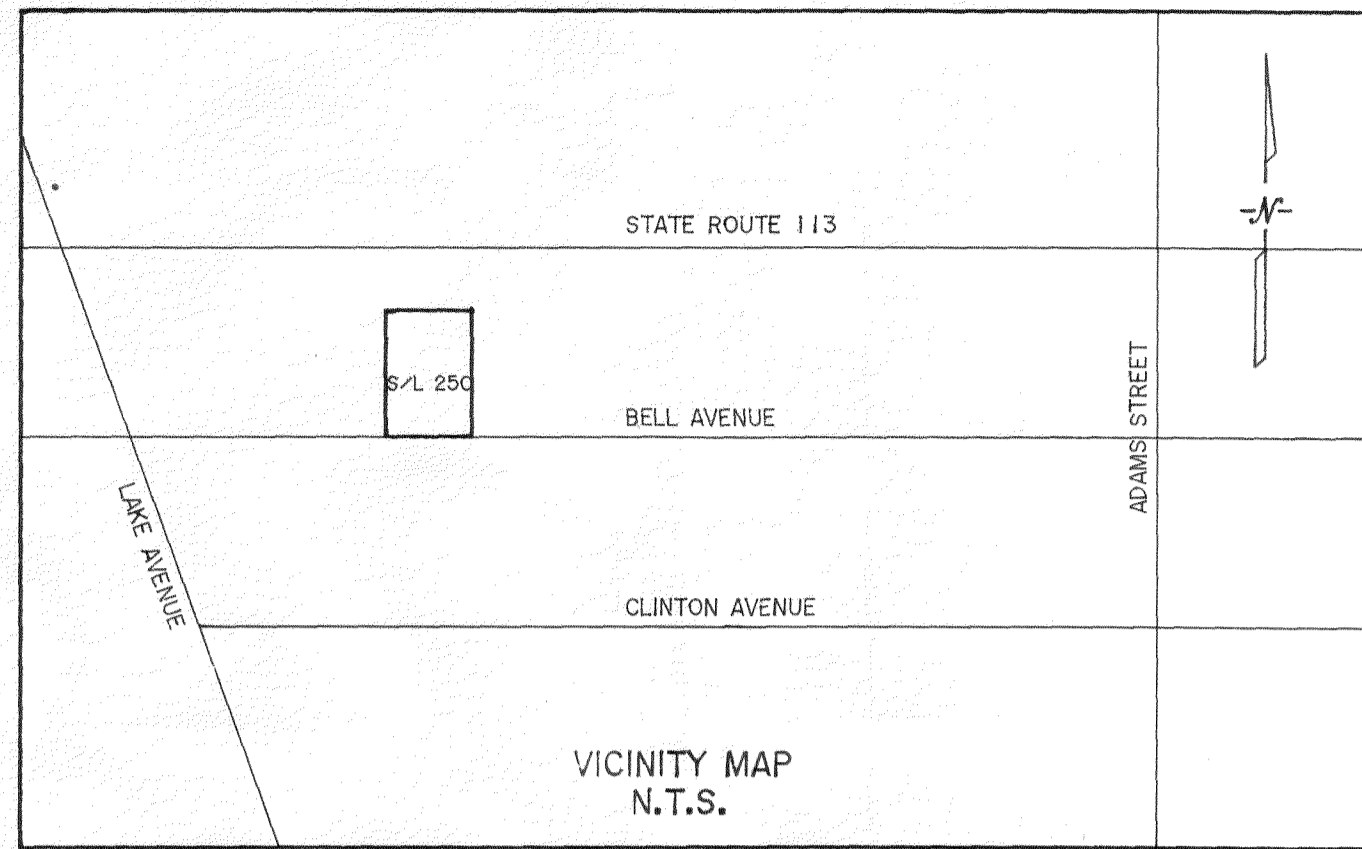 STATE ROUTE 113
-N-
S/L 250
BELL AVENUE
ADAMS STREET
LAKE AVENUE
CLINTON AVENUE
VICINITY MAP
N.T.S.